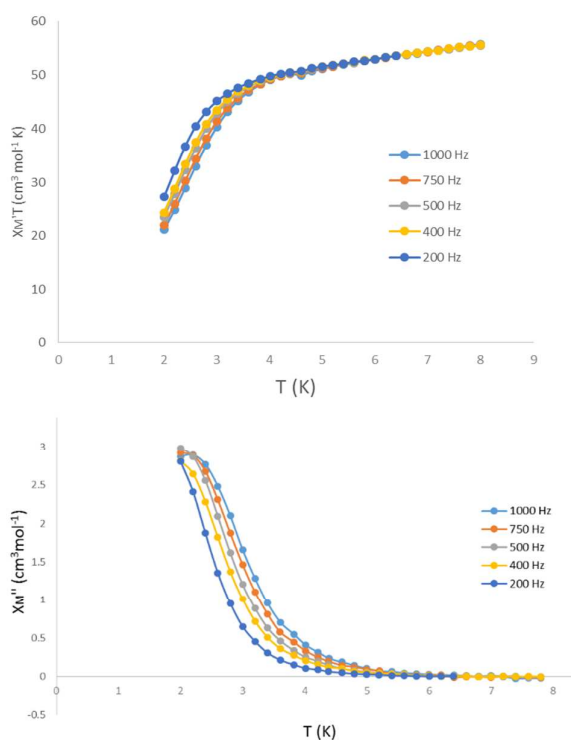 60
50
40
30
20
10
0
χM'T (cm³ mol⁻¹ K)
1000 Hz
750 Hz
500 Hz
400 Hz
200 Hz
0 1 2 3 4 5 6 7 8 9
T (K)
3
2.5
2
1.5
1
0.5
0
-0.5
χM'' (cm³mol⁻¹)
1000 Hz
750 Hz
500 Hz
400 Hz
200 Hz
0 1 2 3 4 5 6 7 8
T (K)